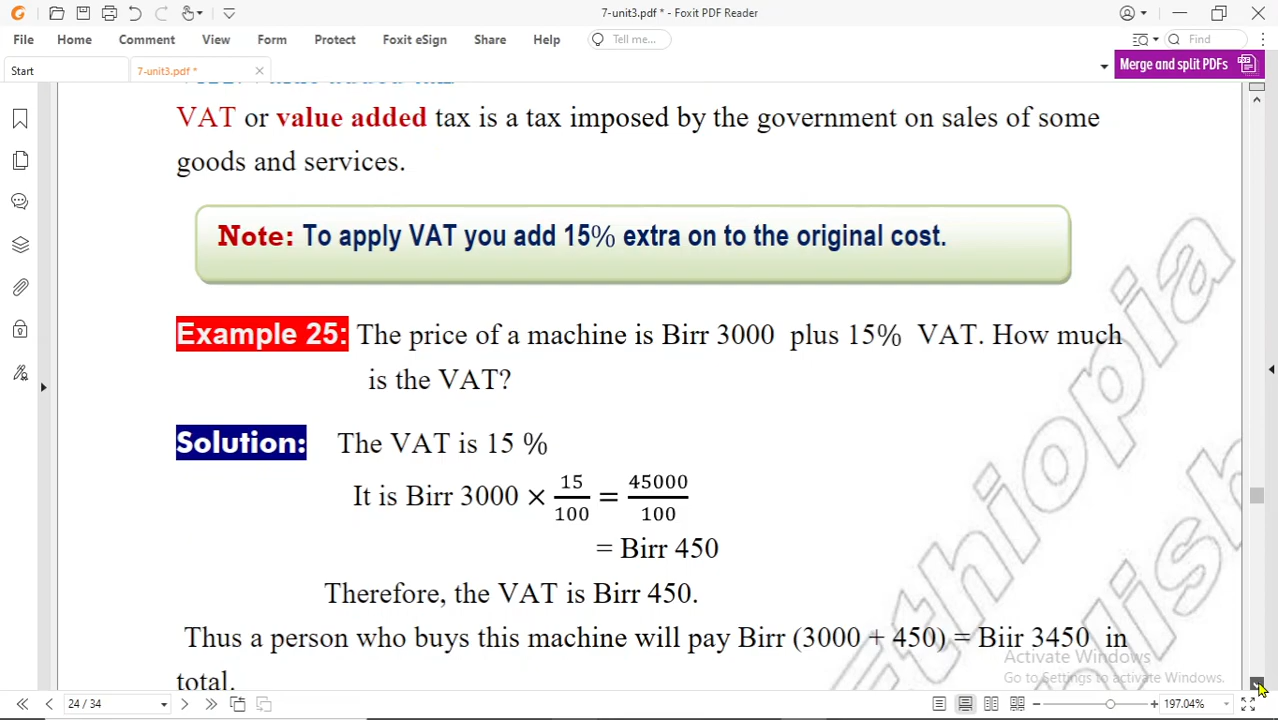 7-unit3.pdf * - Foxit PDF Reader
File Home Comment View Form Protect Foxit eSign Share Help Tell me... Find
Start 7-unit3.pdf * Merge and split PDFs
VAT or value added tax is a tax imposed by the government on sales of some
goods and services.
Note: To apply VAT you add 15% extra on to the original cost.
Example 25: The price of a machine is Birr 3000 plus 15% VAT. How much
is the VAT?
Solution: The VAT is 15 %
It is Birr 3000 × 15/100 = 45000/100
= Birr 450
Therefore, the VAT is Birr 450.
Thus a person who buys this machine will pay Birr (3000 + 450) = Biir 3450 in
total.
Activate Windows
Go to Settings to activate Windows.
24 / 34 197.04%